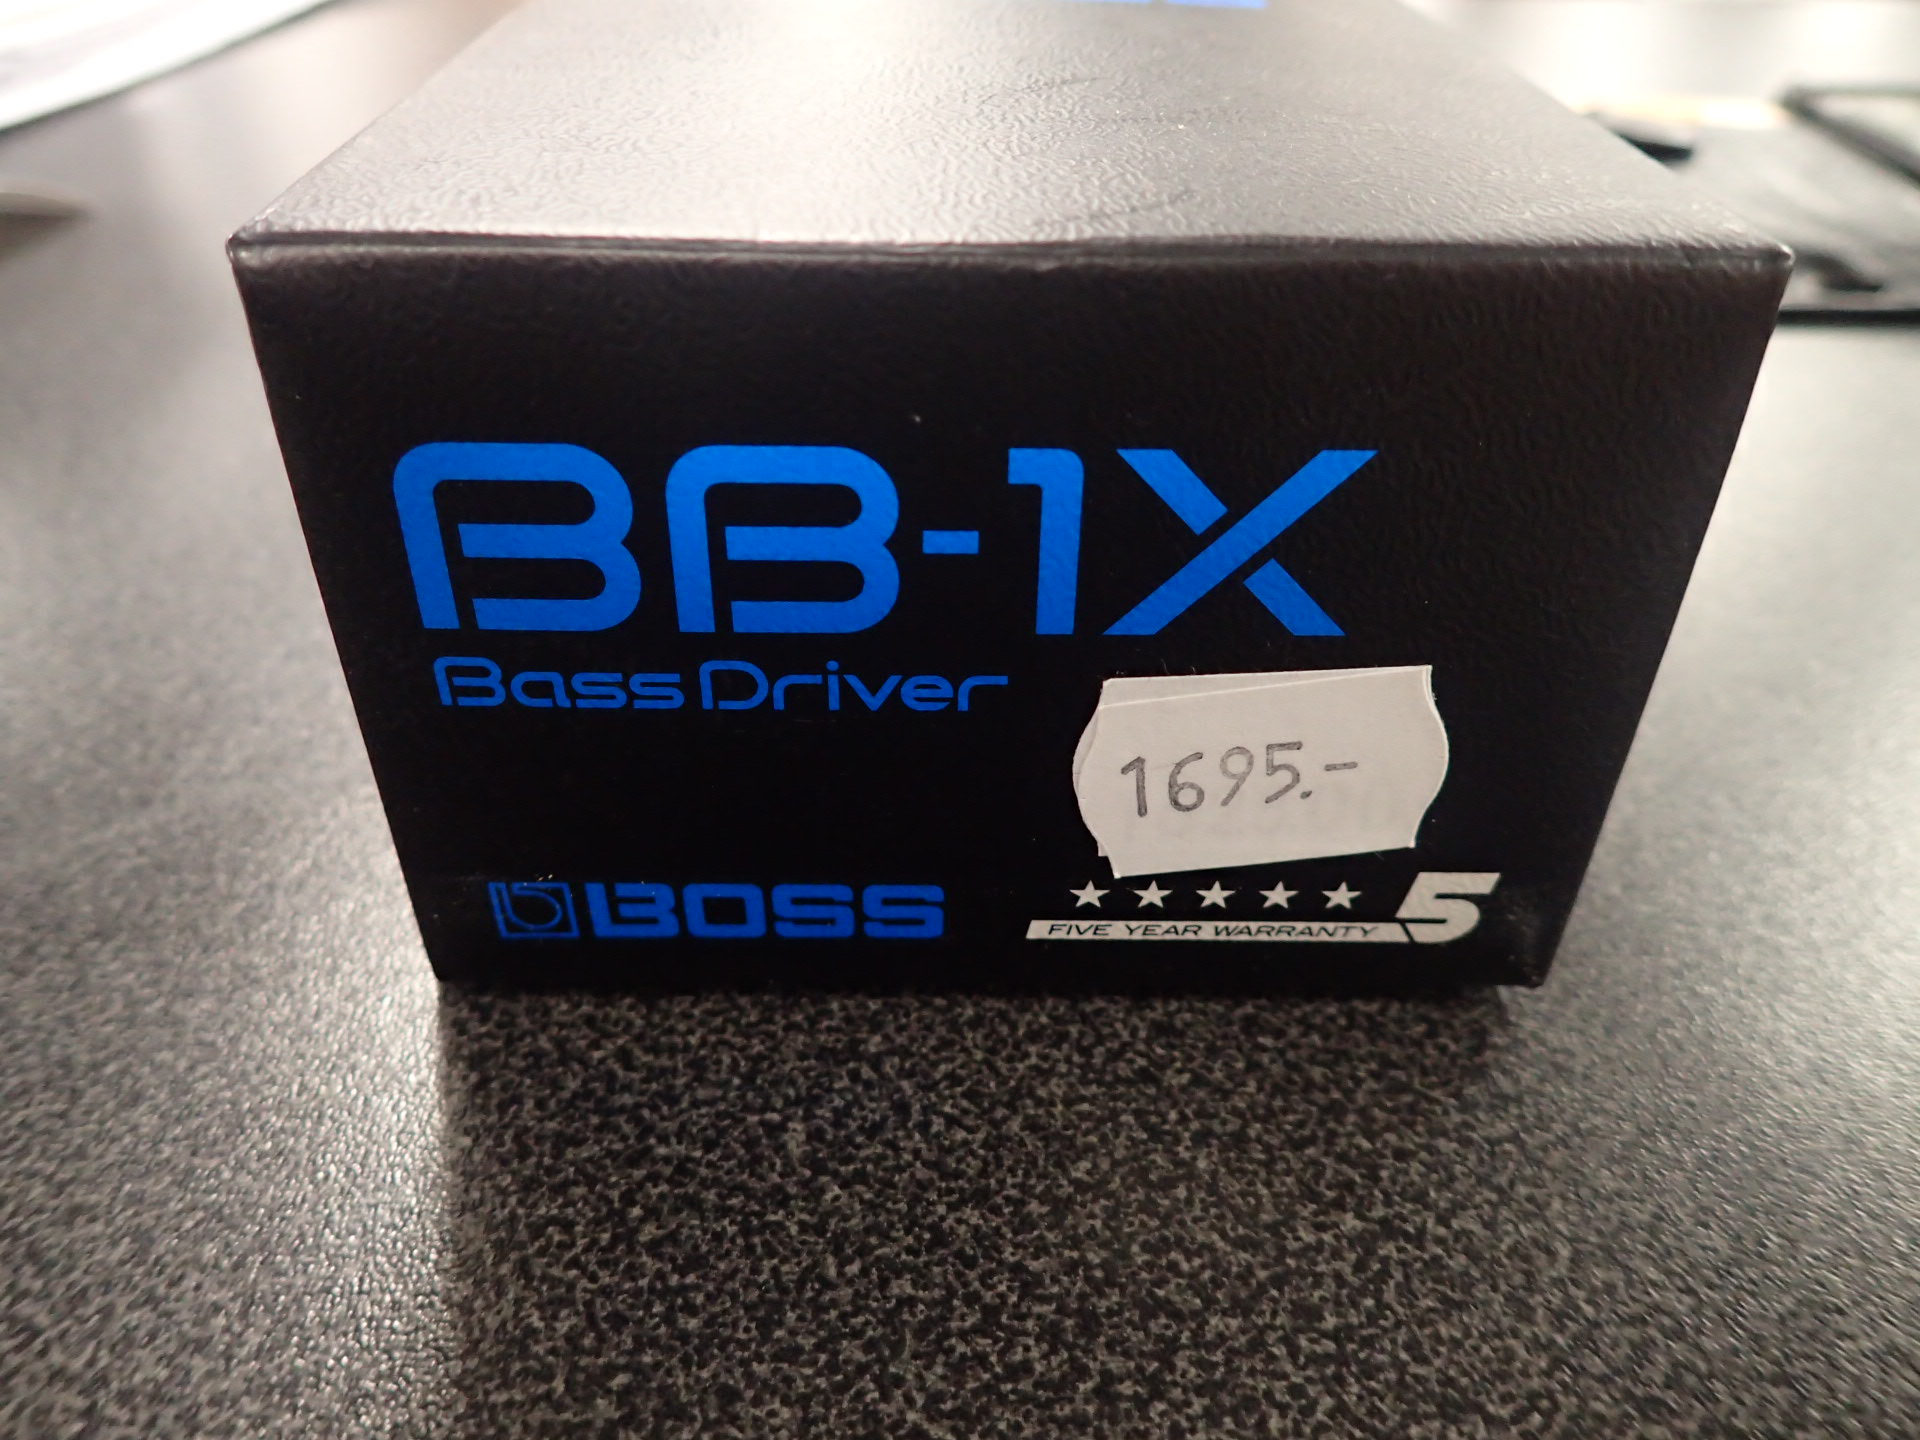 BB-1X
Bass Driver
1695.-
BOSS
FIVE YEAR WARRANTY 5